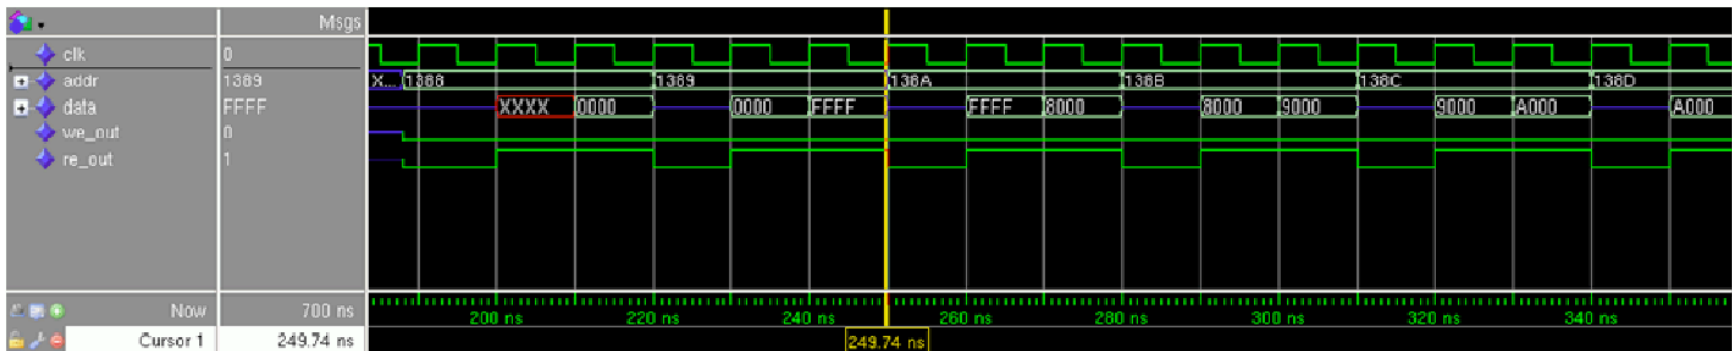 Msgs
clk 0
addr 1389 X... 1388 1389 138A 138B 138C 138D
data FFFF XXXX 0000 0000 FFFF FFFF 8000 8000 9000 9000 A000 A000
we_out 0
re_out 1
Now 700 ns 200 ns 220 ns 240 ns 260 ns 280 ns 300 ns 320 ns 340 ns
Cursor 1 249.74 ns 249.74 ns